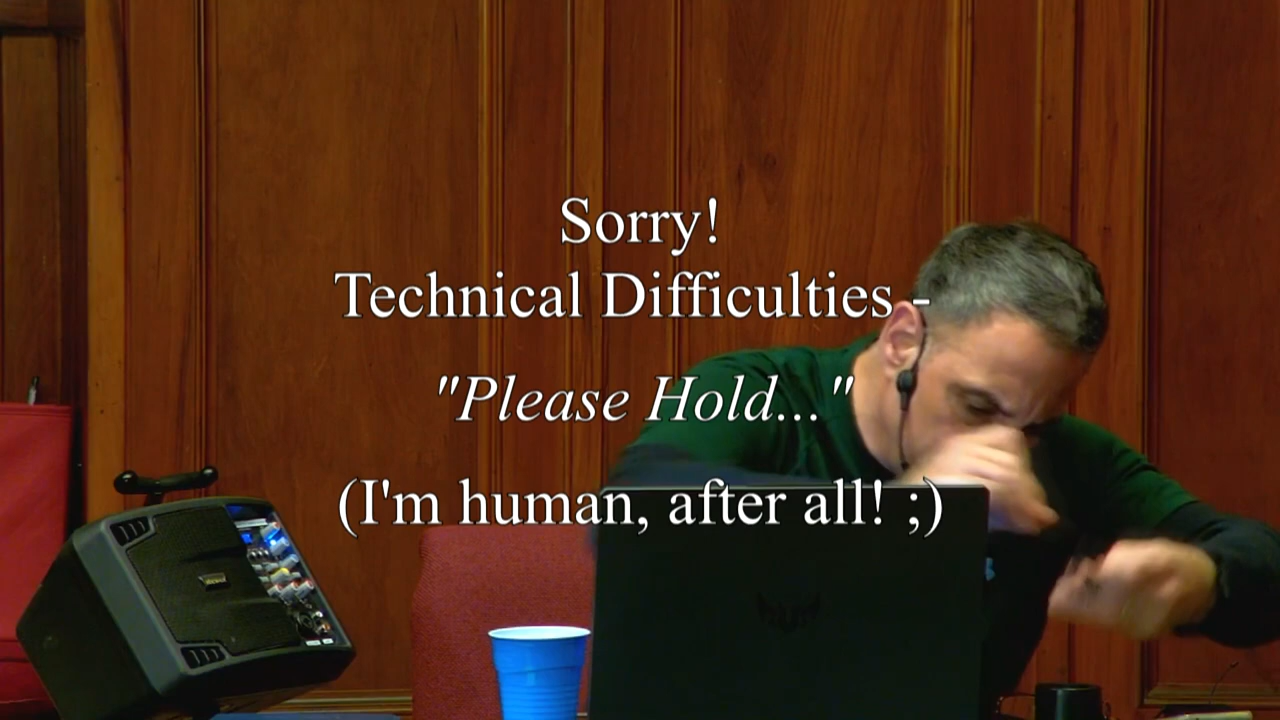 Sorry!
Technical Difficulties -
"Please Hold..."
(I'm human, after all! ;)